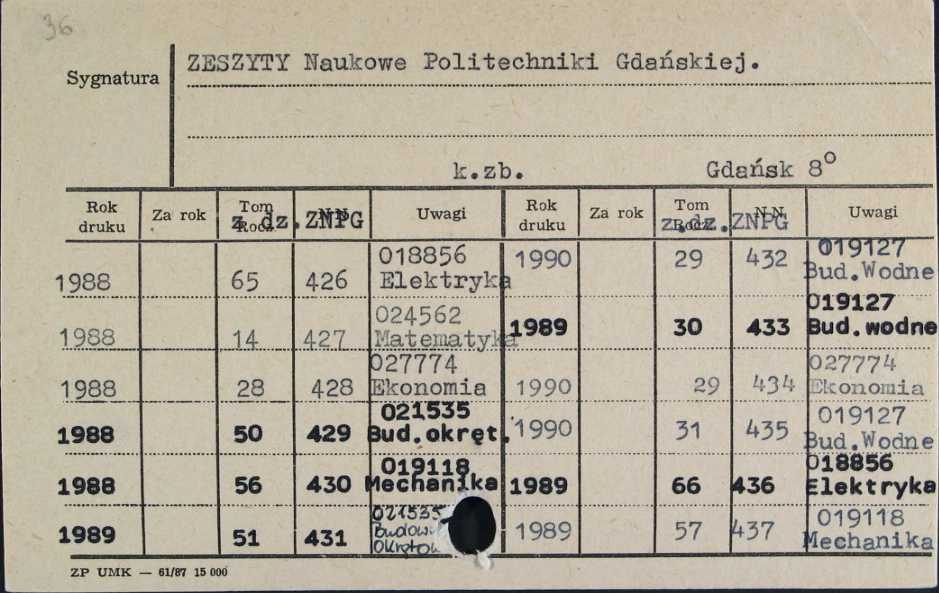 36
Sygnatura ZESZYTY Naukowe Politechniki Gdańskiej.
k.zb. Gdańsk 8°
Rok druku Za rok Tom z dz. ZNPG Uwagi Rok druku Za rok Tom z dz. ZNPG Uwagi
1988 65 426 018856 Elektryka 1990 29 432 019127 Bud.Wodne
1988 14 427 024562 Matematyka 1989 30 433 019127 Bud.wodne
1988 28 428 027774 Ekonomia 1990 29 434 027774 Ekonomia
1988 50 429 021535 Bud.okręt. 1990 31 435 019127 Bud.Wodne
1988 56 430 019118 Mechanika 1989 66 436 018856 Elektryka
1989 51 431 021535 1989 57 437 019118 Mechanika
ZP UMK — 61/87 15 000